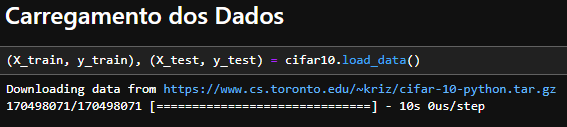 Carregamento dos Dados
(X_train, y_train), (X_test, y_test) = cifar10.load_data()
Downloading data from https://www.cs.toronto.edu/~kriz/cifar-10-python.tar.gz
170498071/170498071 [==============================] - 10s 0us/step